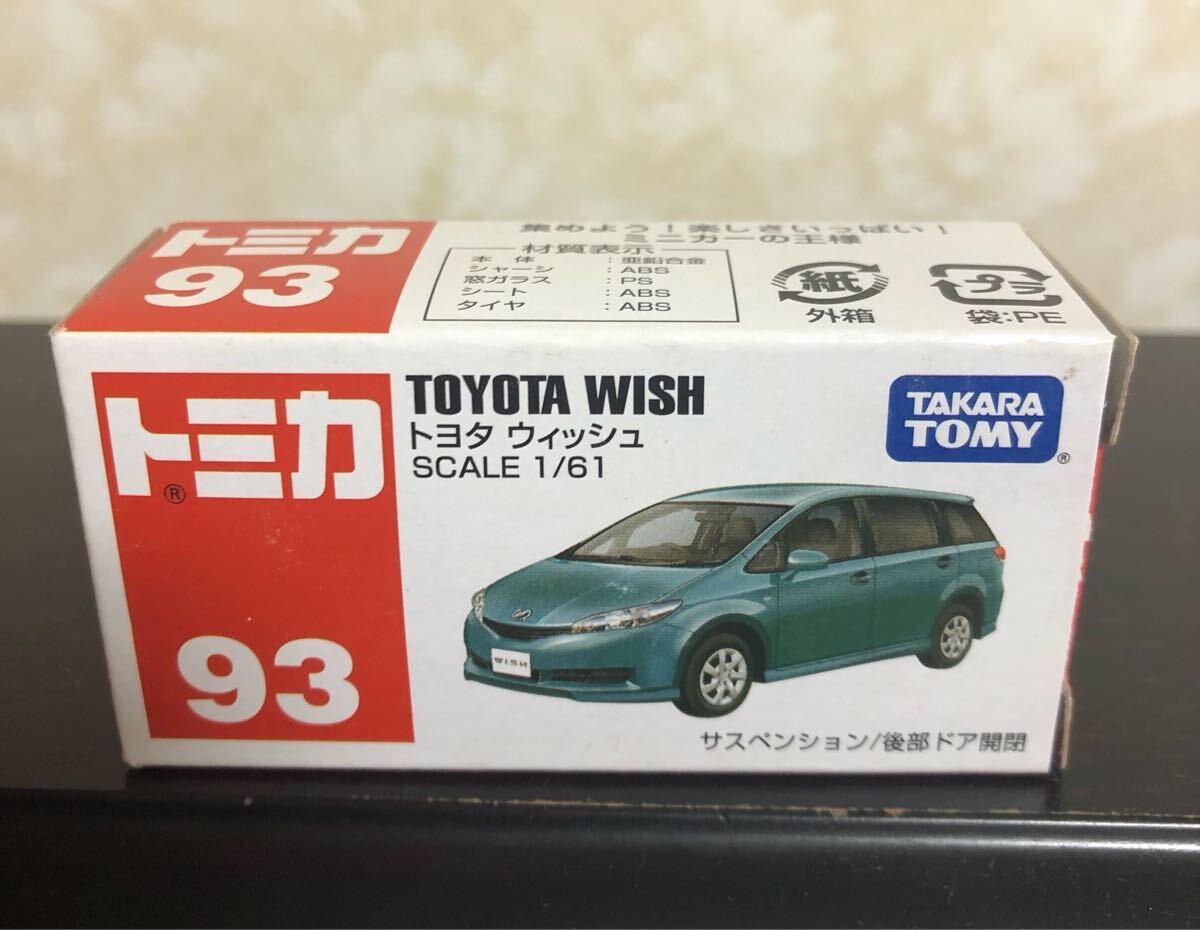 トミカ
93
集めよう!楽しさいっぱい!
ミニカーの王様
材質表示
本体 : 亜鉛合金
シャーシ : ABS
窓ガラス : PS
シート : ABS
タイヤ : ABS
紙
外箱
プラ
袋:PE
トミカ®
93
TOYOTA WISH
トヨタ ウィッシュ
SCALE 1/61
TAKARA
TOMY®
WISH
サスペンション/後部ドア開閉